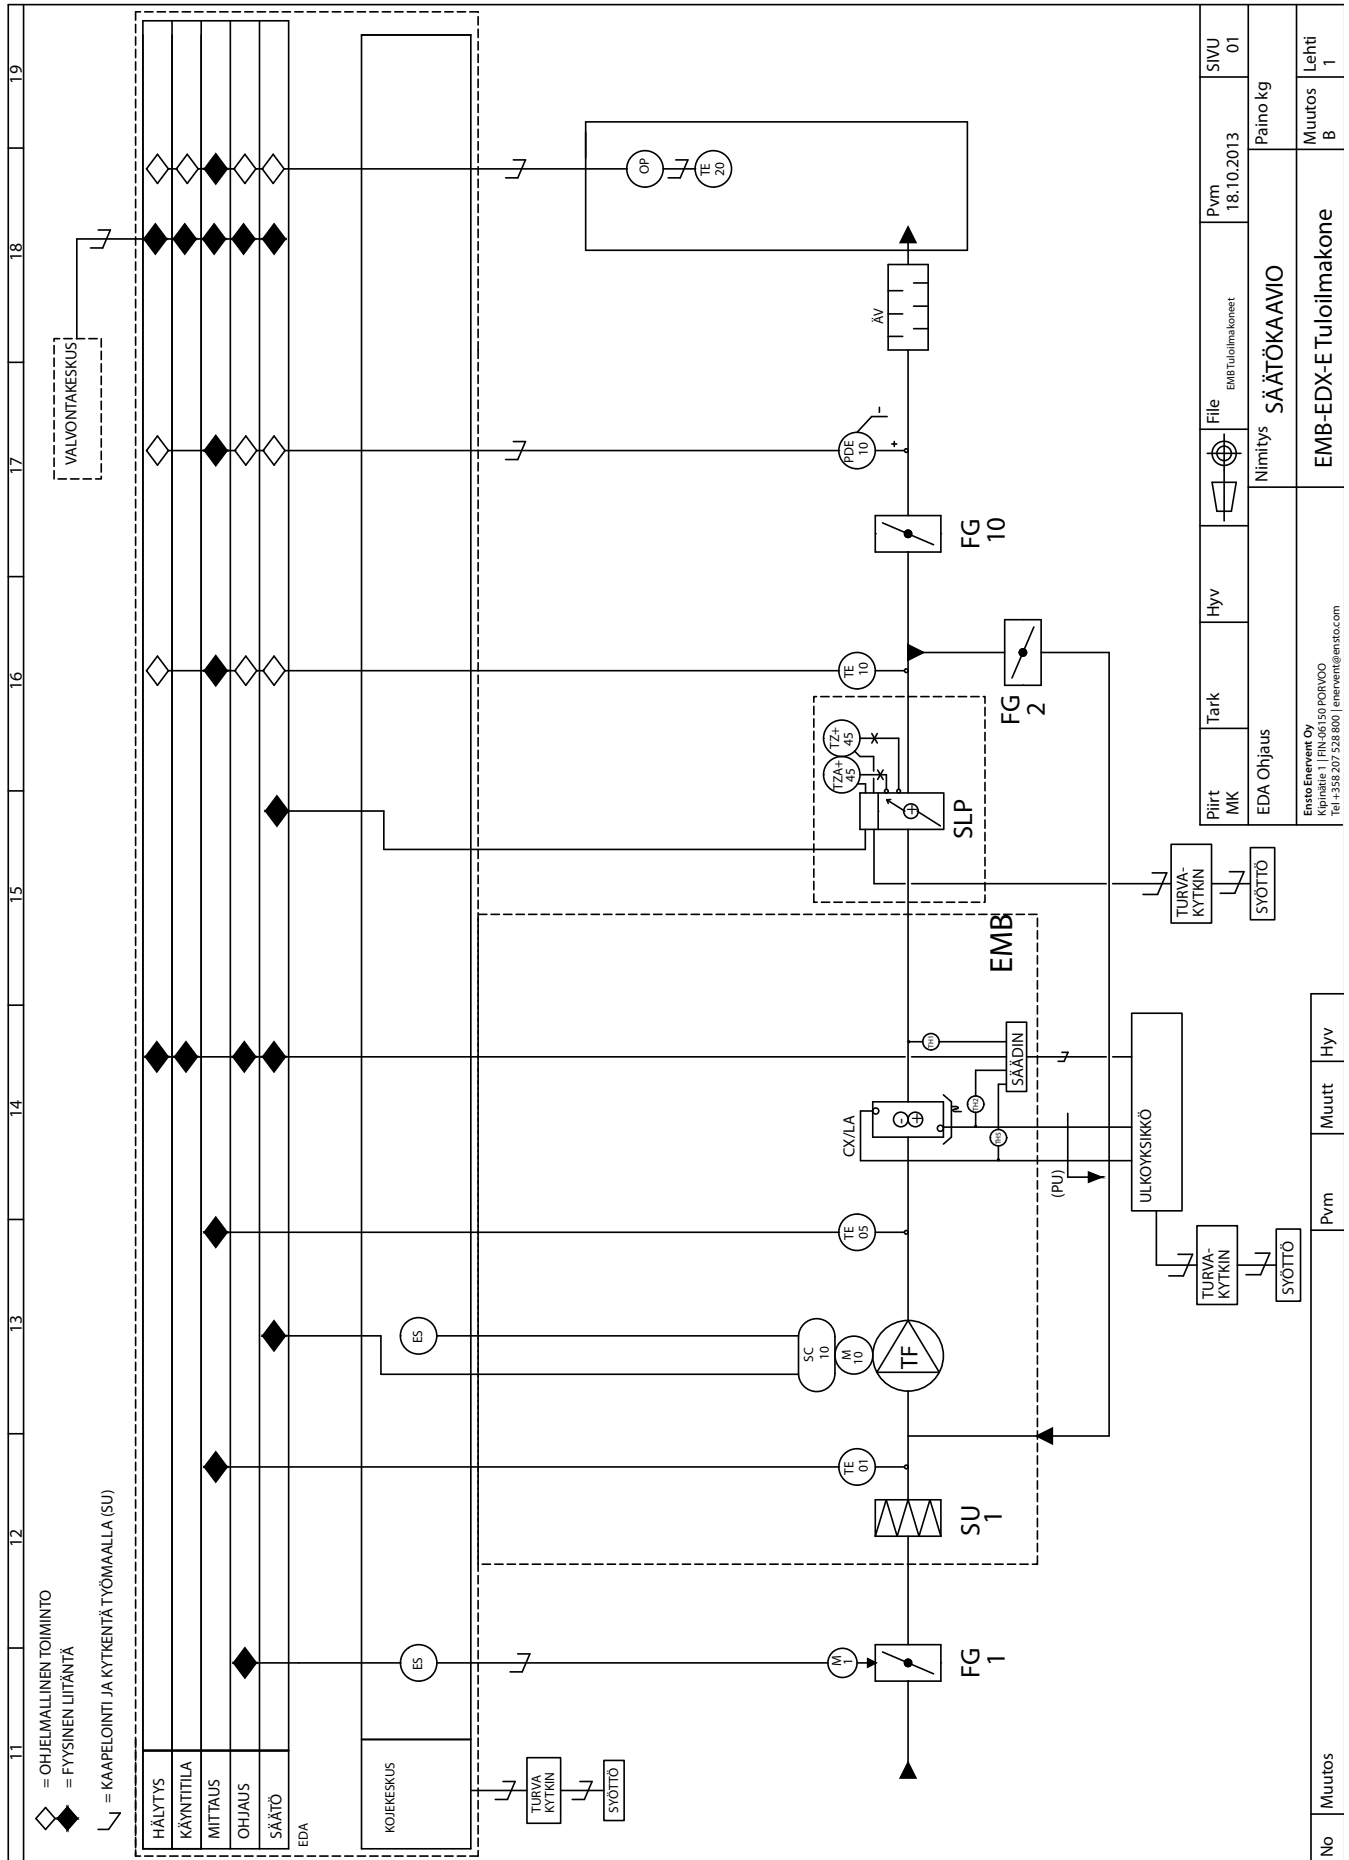 11 12 13 14 15 16 17 18 19
= OHJELMALLINEN TOIMINTO
= FYYSINEN LIITÄNTÄ
= KAAPELOINTI JA KYTKENTÄ TYÖMAALLA (SU)
VALVONTAKESKUS
HÄLYTYS
KÄYNTITILA
MITTAUS
OHJAUS
SÄÄTÖ
EDA
KOJEKESKUS
ES
ES
TURVA
KYTKIN
SYÖTTÖ
M
1
FG
1
SU
1
TE
01
SC
10
M
10
TF
TE
05
CX/LA
- +
TH5
TH2
TH1
SÄÄDIN
EMB
(PU)
ULKOYKSIKKÖ
TURVA-
KYTKIN
SYÖTTÖ
TZA+
45
TZ+
45
+
SLP
TURVA-
KYTKIN
SYÖTTÖ
TE
10
FG
2
FG
10
PDE
10
+ -
ÄV
OP
TE
20
Piirt
MK
Tark
Hyv
File
EMB Tuloilmakoneet
Pvm
18.10.2013
SIVU
01
EDA Ohjaus
Nimitys
SÄÄTÖKAAVIO
Paino kg
Ensto Enervent Oy
Kipinätie 1 | FIN-06150 PORVOO
Tel +358 207 528 800 | enervent@ensto.com
EMB-EDX-E Tuloilmakone
Muutos
B
Lehti
1
No Muutos Pvm Muutt Hyv